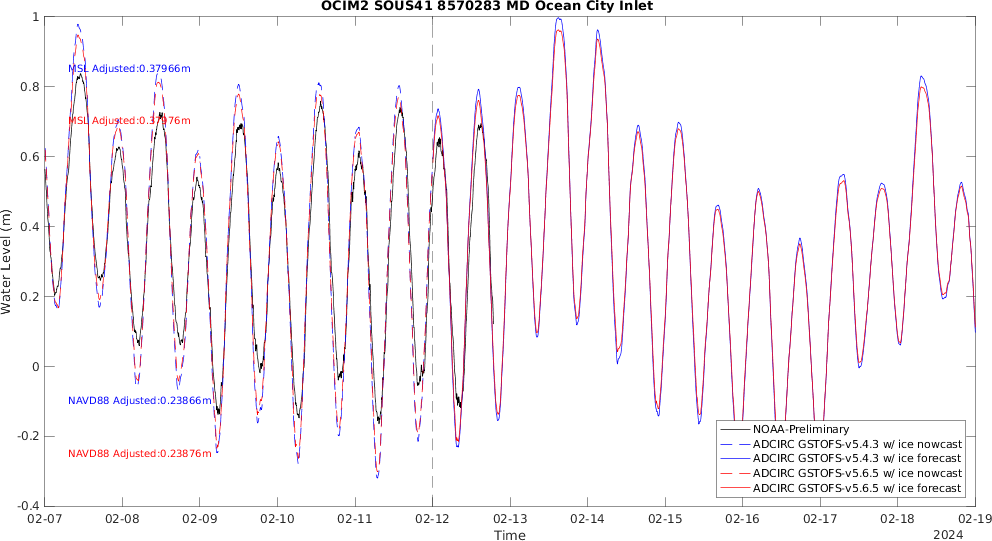 OCIM2 SOUS41 8570283 MD Ocean City Inlet
Water Level (m)
1
0.8
0.6
0.4
0.2
0
-0.2
-0.4
MSL Adjusted:0.37966m
MSL Adjusted:0.37976m
NAVD88 Adjusted:0.23866m
NAVD88 Adjusted:0.23876m
NOAA-Preliminary
ADCIRC GSTOFS-v5.4.3 w/ ice nowcast
ADCIRC GSTOFS-v5.4.3 w/ ice forecast
ADCIRC GSTOFS-v5.6.5 w/ ice nowcast
ADCIRC GSTOFS-v5.6.5 w/ ice forecast
02-07 02-08 02-09 02-10 02-11 02-12 02-13 02-14 02-15 02-16 02-17 02-18 02-19
Time
2024